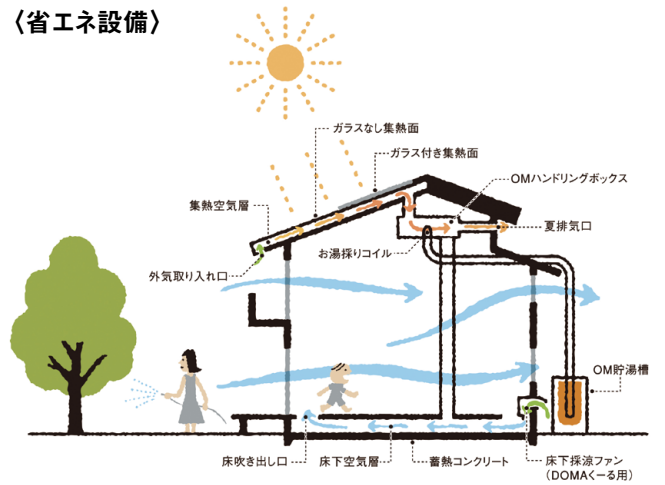 〈省エネ設備〉
ガラスなし集熱面
ガラス付き集熱面
OMハンドリングボックス
集熱空気層
夏排気口
お湯採りコイル
外気取り入れ口
OM貯湯槽
床吹き出し口
床下空気層
蓄熱コンクリート
床下採涼ファン
（DOMAくーる用）